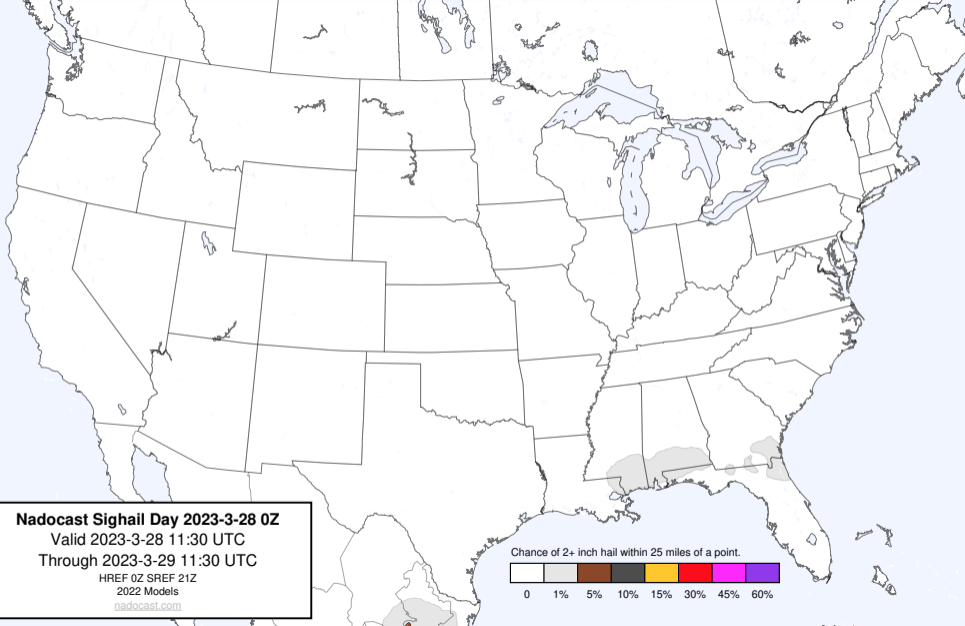 Nadocast Sighail Day 2023-3-28 0Z
Valid 2023-3-28 11:30 UTC
Through 2023-3-29 11:30 UTC
HREF 0Z SREF 21Z
2022 Models
nadocast.com
Chance of 2+ inch hail within 25 miles of a point.
0 1% 5% 10% 15% 30% 45% 60%